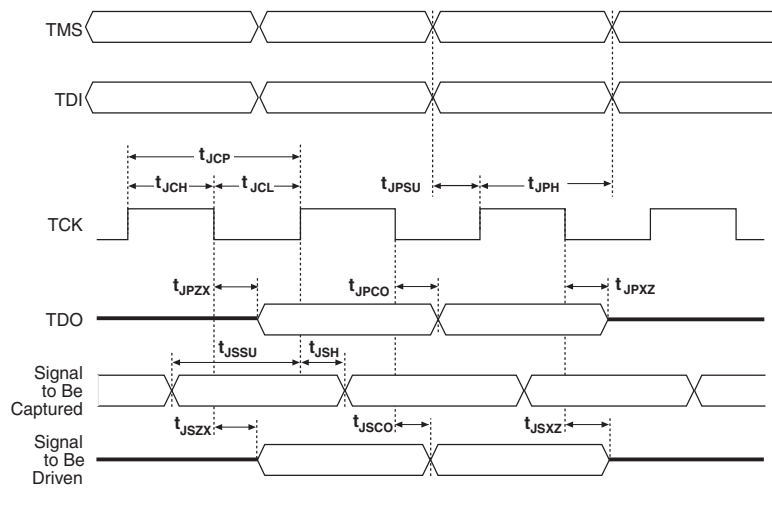 TMS
TDI
tJCP
tJCH
tJCL
tJPSU
tJPH
TCK
tJPZX
tJPCO
tJPXZ
TDO
tJSSU
tJSH
Signal
to Be
Captured
tJSZX
tJSCO
tJSXZ
Signal
to Be
Driven